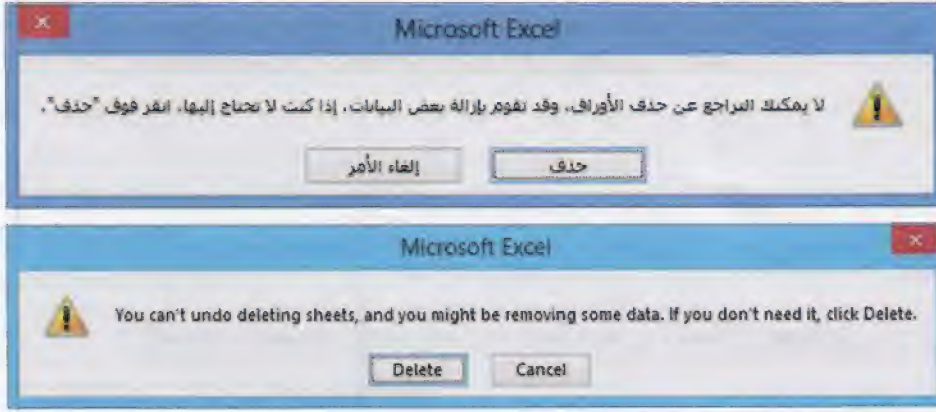 Microsoft Excel
لا يمكنك التراجع عن حذف الأوراق، وقد تقوم بإزالة بعض البيانات. إذا كنت لا تحتاج إليها، انقر فوق "حذف".
حذف إلغاء الأمر
Microsoft Excel
You can't undo deleting sheets, and you might be removing some data. If you don't need it, click Delete.
Delete Cancel